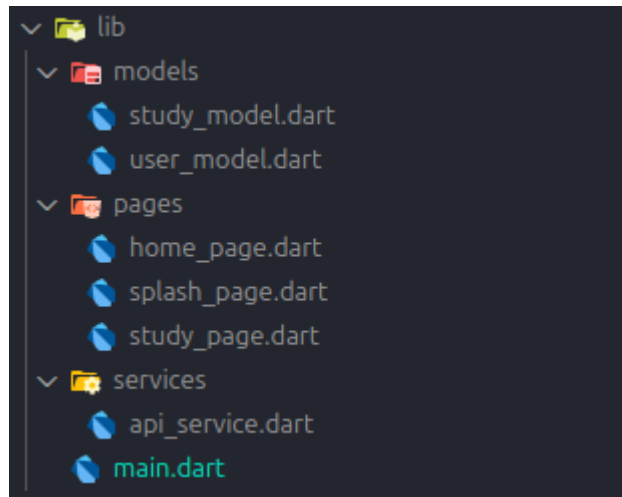 lib
models
study_model.dart
user_model.dart
pages
home_page.dart
splash_page.dart
study_page.dart
services
api_service.dart
main.dart